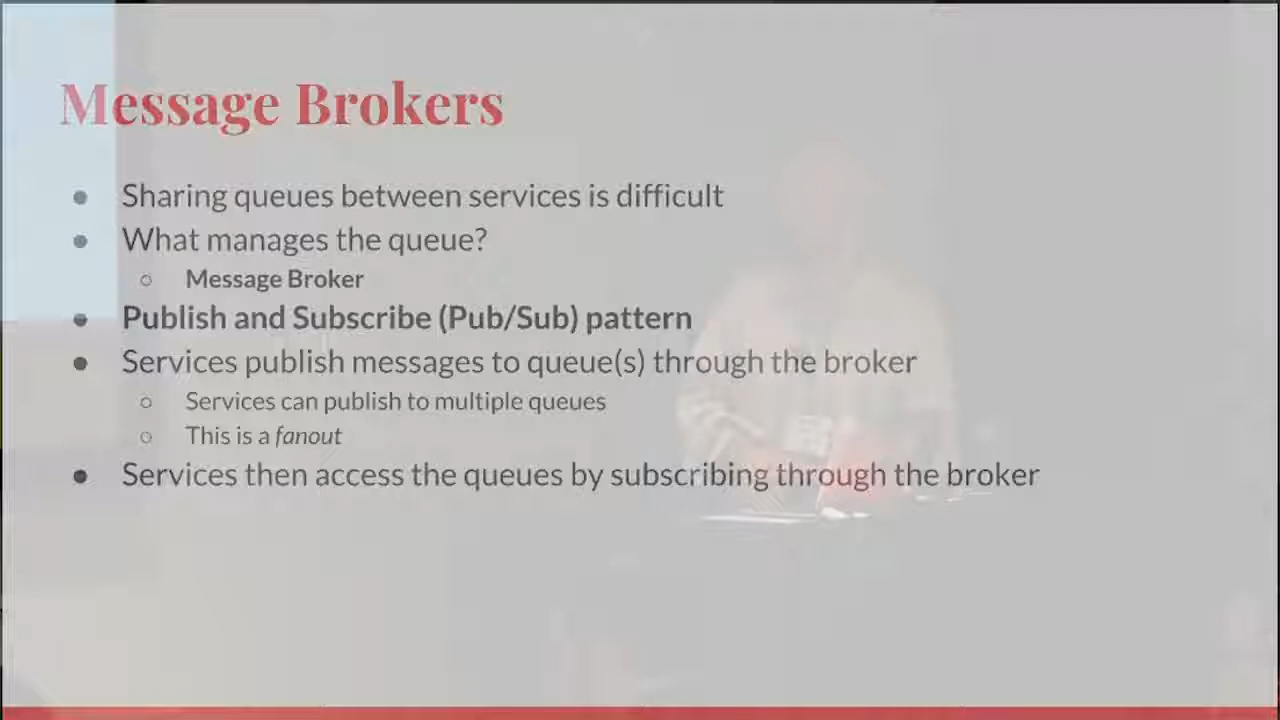 Message Brokers
Sharing queues between services is difficult
What manages the queue?
Message Broker
Publish and Subscribe (Pub/Sub) pattern
Services publish messages to queue(s) through the broker
Services can publish to multiple queues
This is a fanout
Services then access the queues by subscribing through the broker